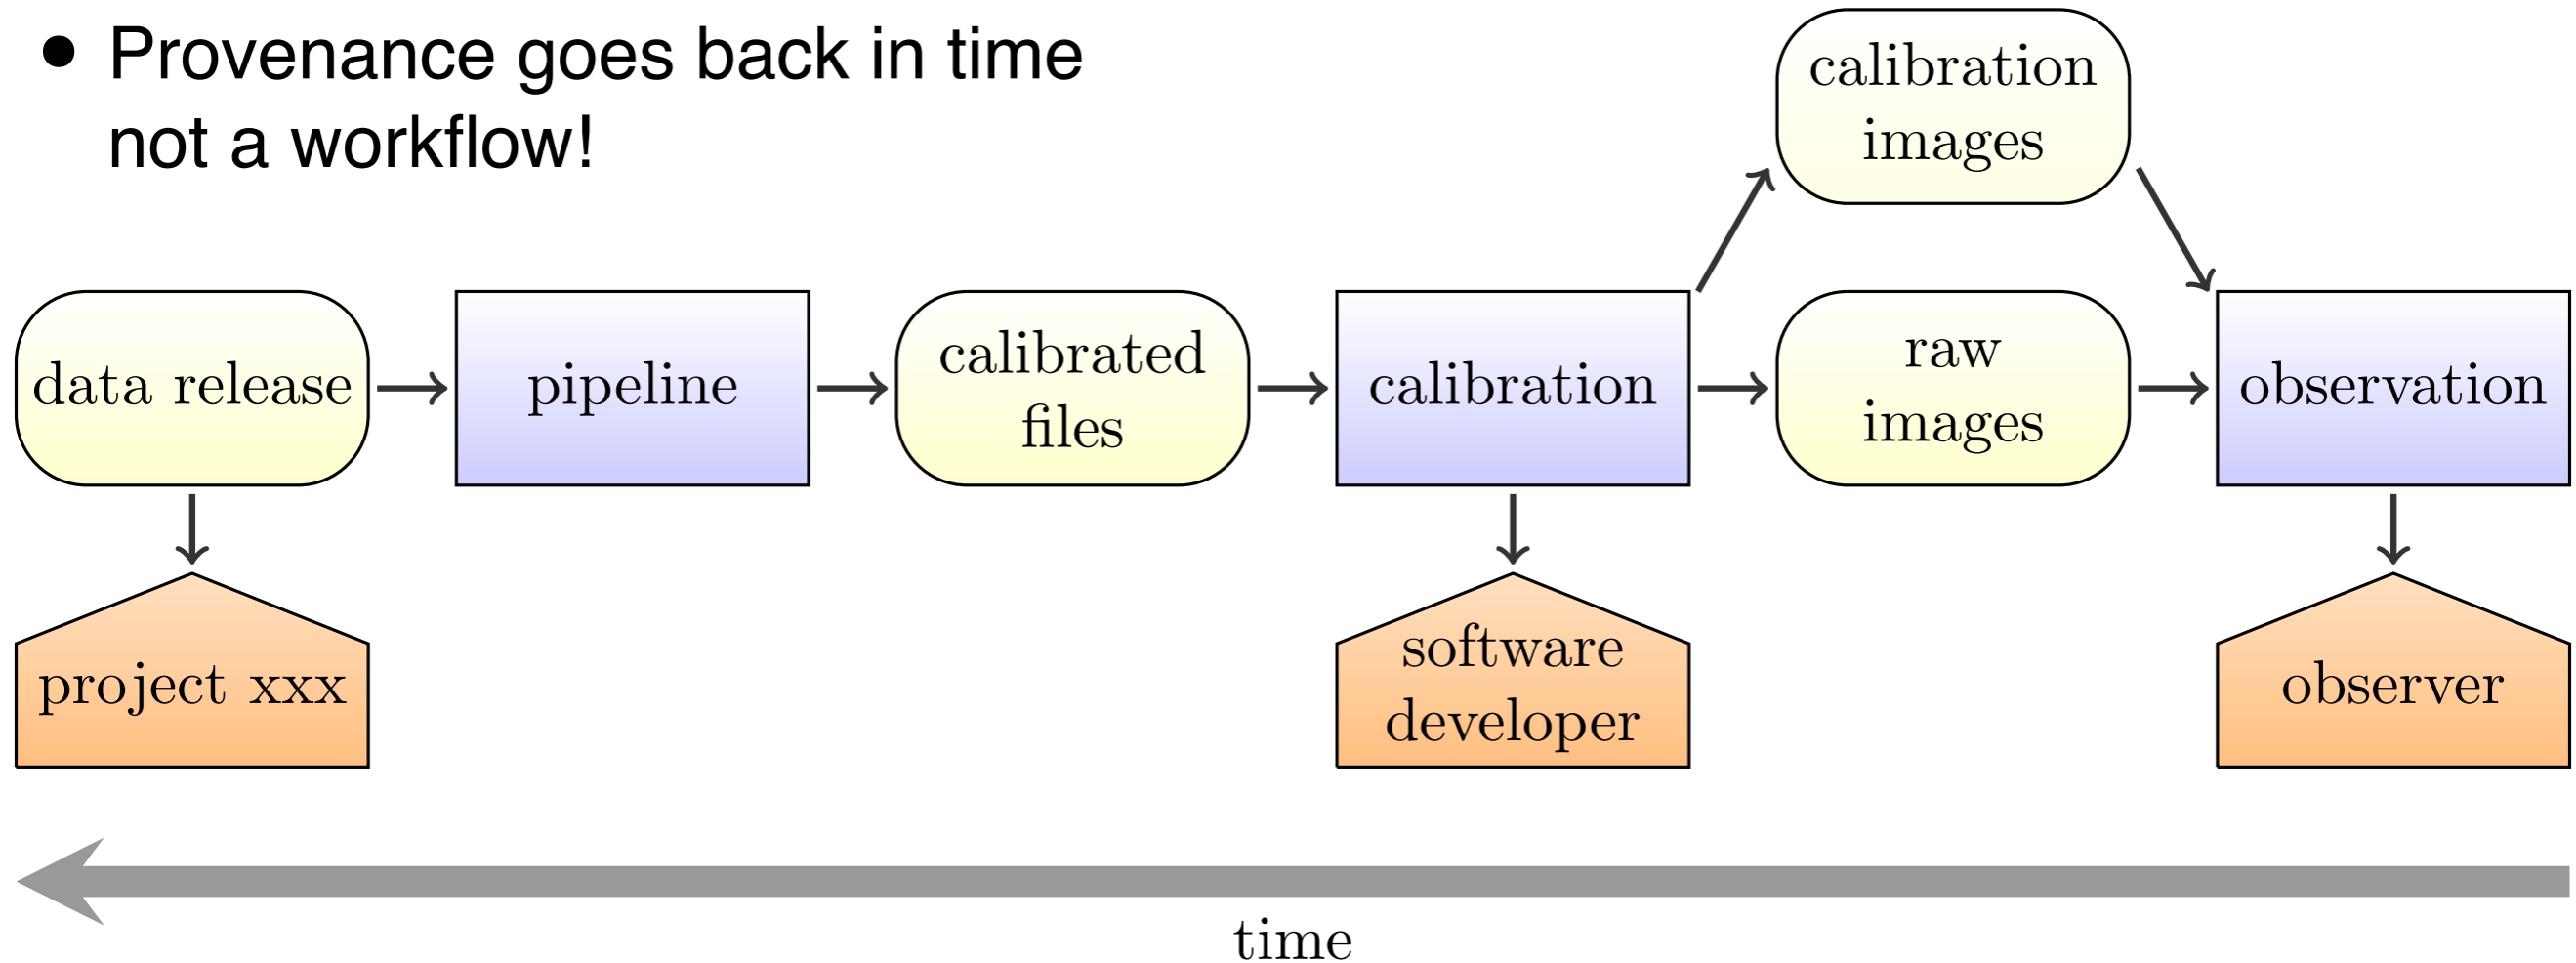 • Provenance goes back in time
not a workflow!
calibration
images
data release
pipeline
calibrated
files
calibration
raw
images
observation
project xxx
software
developer
observer
time